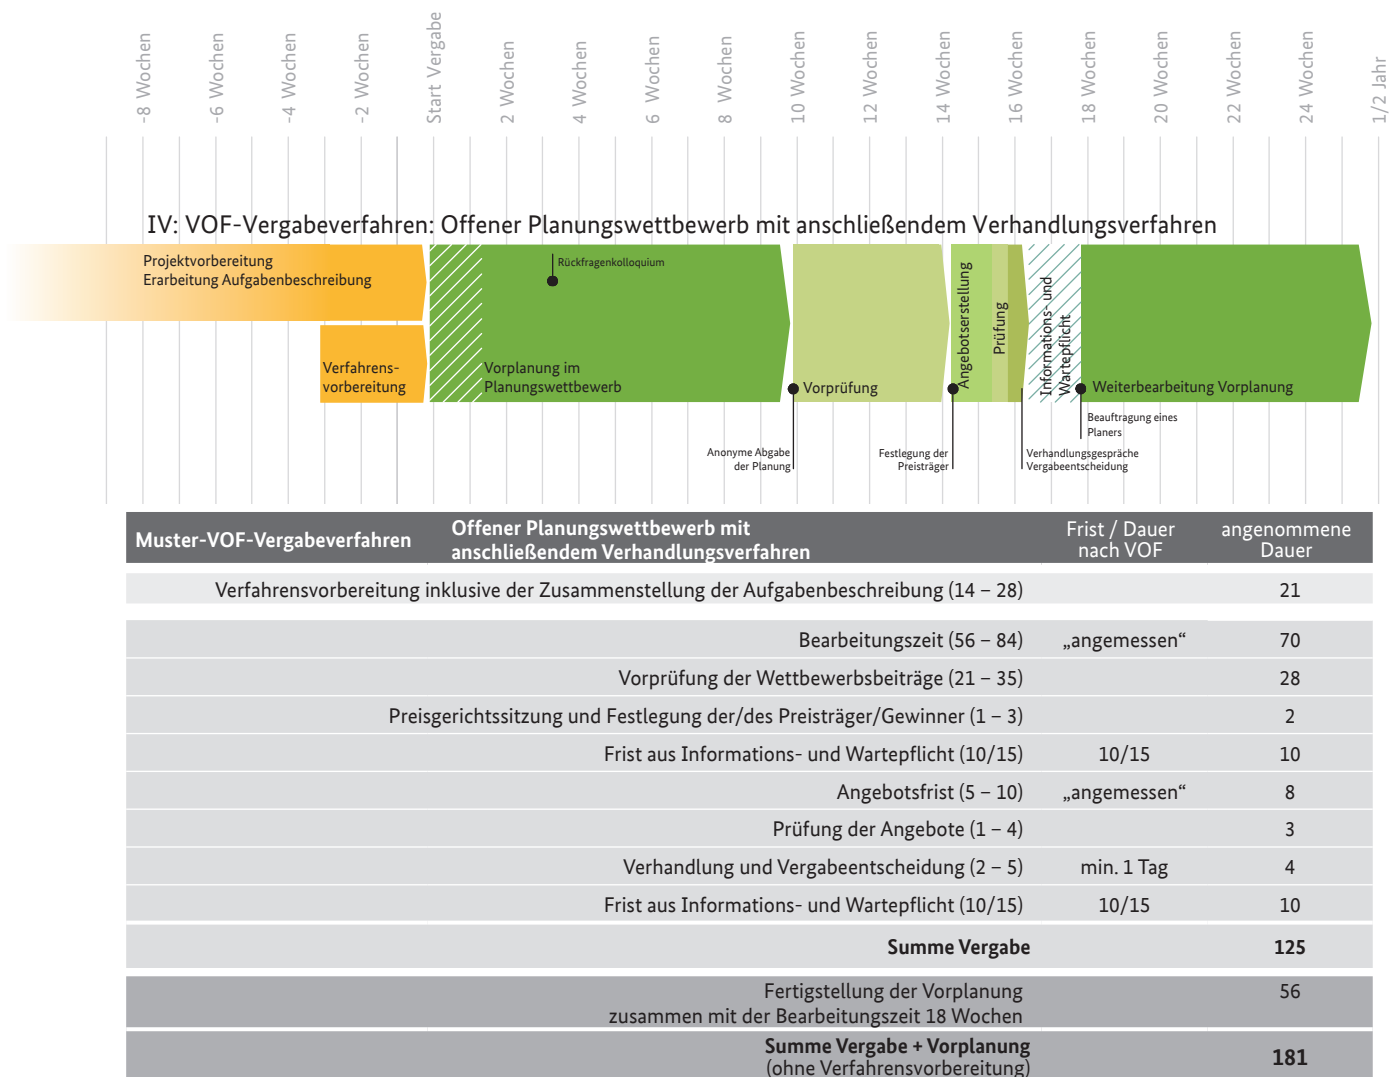 -8 Wochen
-6 Wochen
-4 Wochen
-2 Wochen
Start Vergabe
2 Wochen
4 Wochen
6 Wochen
8 Wochen
10 Wochen
12 Wochen
14 Wochen
16 Wochen
18 Wochen
20 Wochen
22 Wochen
24 Wochen
1/2 Jahr
IV: VOF-Vergabeverfahren: Offener Planungswettbewerb mit anschließendem Verhandlungsverfahren
Projektvorbereitung
Erarbeitung Aufgabenbeschreibung
Verfahrens-
vorbereitung
Rückfragenkolloquium
Vorplanung im
Planungswettbewerb
Vorprüfung
Angebotserstellung
Prüfung
Informations- und
Wartepflicht
Weiterbearbeitung Vorplanung
Beauftragung eines
Planers
Anonyme Abgabe
der Planung
Festlegung der
Preisträger
Verhandlungsgespräche
Vergabeentscheidung
Muster-VOF-Vergabeverfahren
Offener Planungswettbewerb mit
anschließendem Verhandlungsverfahren
Frist / Dauer
nach VOF
angenommene
Dauer
Verfahrensvorbereitung inklusive der Zusammenstellung der Aufgabenbeschreibung (14 – 28) 21
Bearbeitungszeit (56 – 84) „angemessen“ 70
Vorprüfung der Wettbewerbsbeiträge (21 – 35) 28
Preisgerichtssitzung und Festlegung der/des Preisträger/Gewinner (1 – 3) 2
Frist aus Informations- und Wartepflicht (10/15) 10/15 10
Angebotsfrist (5 – 10) „angemessen“ 8
Prüfung der Angebote (1 – 4) 3
Verhandlung und Vergabeentscheidung (2 – 5) min. 1 Tag 4
Frist aus Informations- und Wartepflicht (10/15) 10/15 10
Summe Vergabe 125
Fertigstellung der Vorplanung 56
zusammen mit der Bearbeitungszeit 18 Wochen
Summe Vergabe + Vorplanung 181
(ohne Verfahrensvorbereitung)